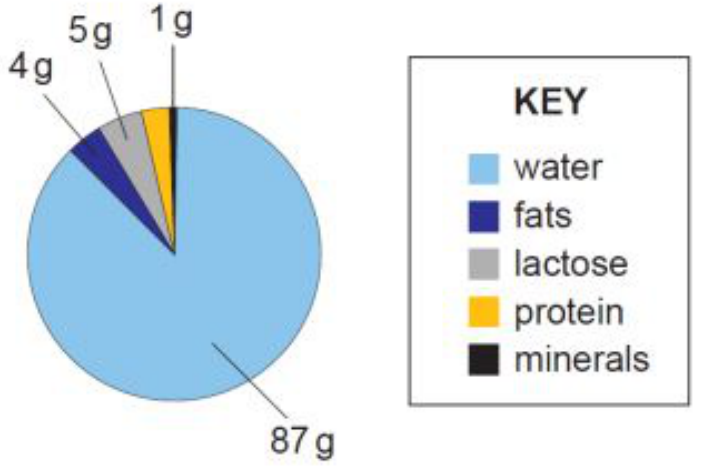 1 g
5 g
4 g
87 g
KEY
water
fats
lactose
protein
minerals